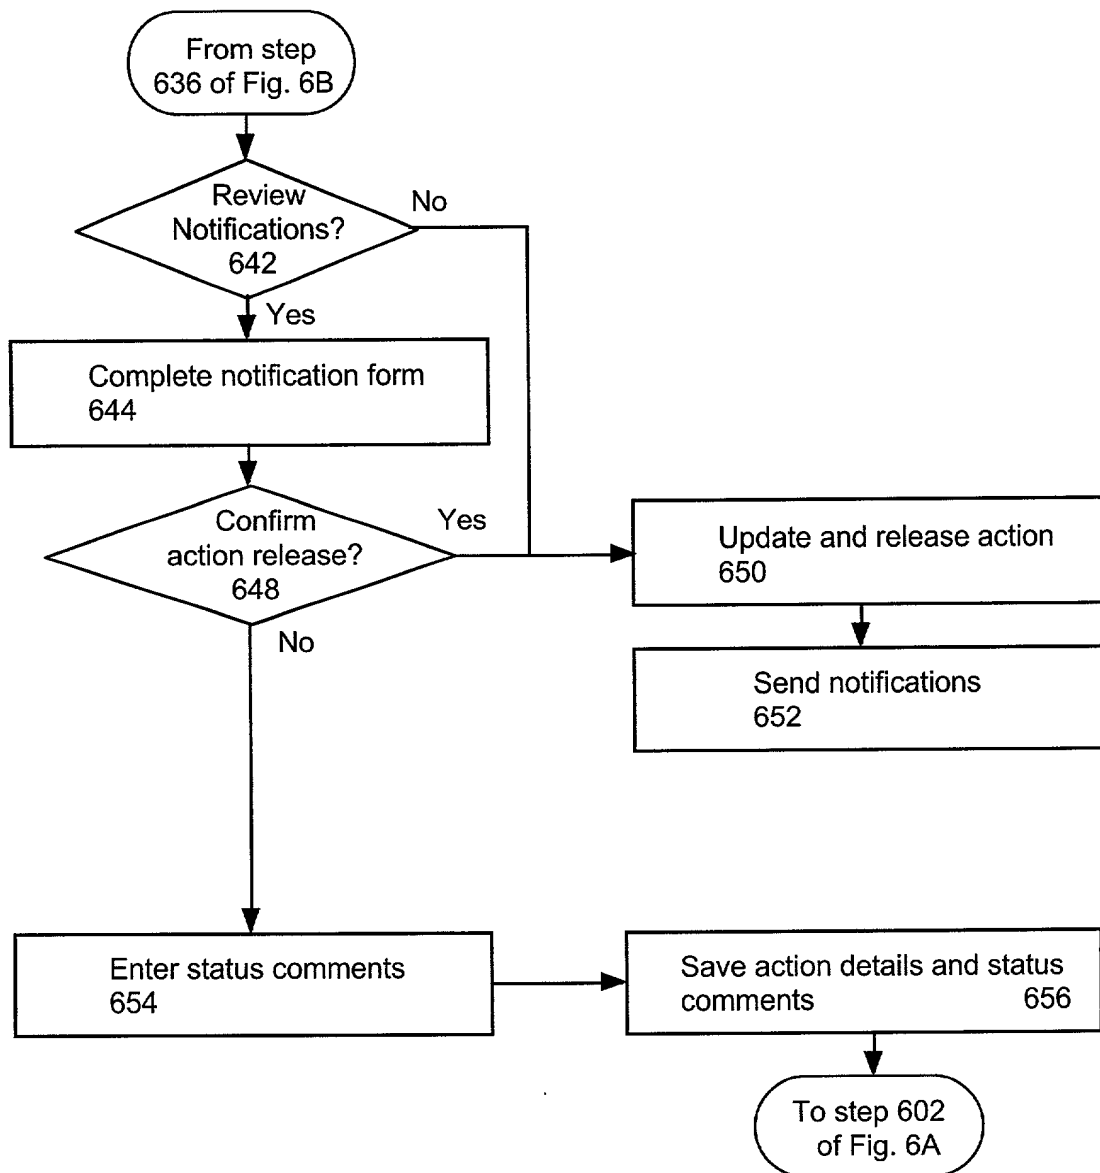 From step
636 of Fig. 6B
Review
Notifications?
642
No
Yes
Complete notification form
644
Confirm
action release?
648
Yes
No
Update and release action
650
Send notifications
652
Enter status comments
654
Save action details and status
comments 656
To step 602
of Fig. 6A